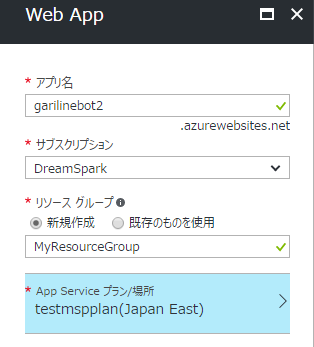 Web App
* アプリ名
garilinebot2
.azurewebsites.net
* サブスクリプション
DreamSpark
* リソース グループ
新規作成 既存のものを使用
MyResourceGroup
* App Service プラン/場所
testmspplan(Japan East)